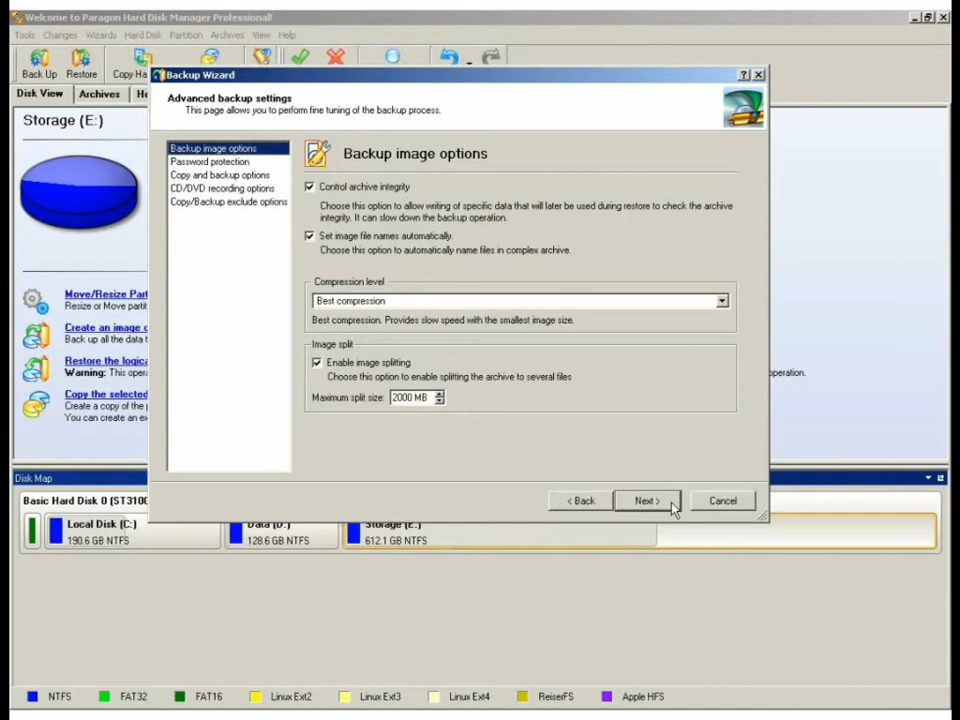 Welcome to Paragon Hard Disk Manager Professional!
Tools Changes Wizards Hard Disk Partition Archives View Help
Back Up Restore Copy Ha
Disk View Archives
Storage (E:)
Move/Resize Par
Resize or Move parti
Create an image o
Back up all the data
Restore the logica
Warning: This oper
operation.
Copy the selected
Create a copy of the
You can create an ex
Backup Wizard
Advanced backup settings
This page allows you to perform fine tuning of the backup process.
Backup image options
Password protection
Copy and backup options
CD/DVD recording options
Copy/Backup exclude options
Backup image options
Control archive integrity
Choose this option to allow writing of specific data that will later be used during restore to check the archive
integrity. It can slow down the backup operation.
Set image file names automatically.
Choose this option to automatically name files in complex archive.
Compression level
Best compression
Best compression. Provides slow speed with the smallest image size.
Image split
Enable image splitting
Choose this option to enable splitting the archive to several files
Maximum split size: 2000 MB
< Back Next > Cancel
Disk Map
Basic Hard Disk 0 (ST3100
Local Disk (C:)
190.6 GB NTFS
Data (D:)
128.6 GB NTFS
Storage (E:)
612.1 GB NTFS
NTFS FAT32 FAT16 Linux Ext2 Linux Ext3 Linux Ext4 ReiserFS Apple HFS